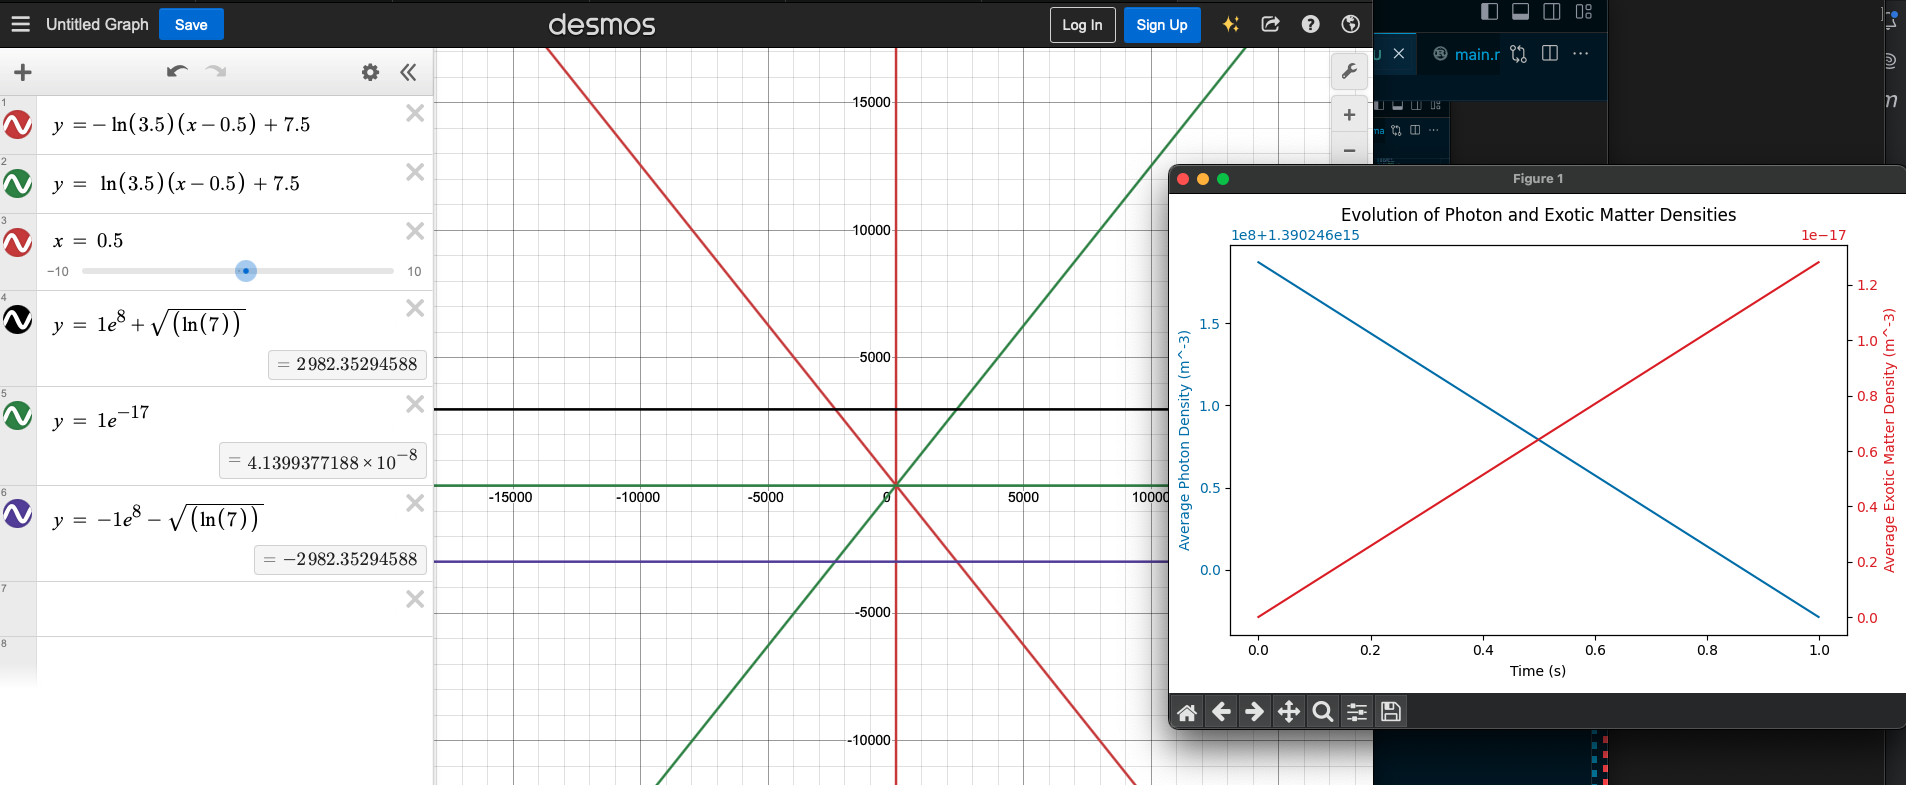 Untitled Graph
Save
desmos
Log In
Sign Up
1
y = − ln(3.5)(x − 0.5) + 7.5
2
y = ln(3.5)(x − 0.5) + 7.5
3
x = 0.5
−10
10
4
y = 1e^8 + √(ln(7))
= 2982.35294588
5
y = 1e^−17
= 4.1399377188 × 10^−8
6
y = −1e^8 − √(ln(7))
= −2982.35294588
7
8
15000
10000
5000
-15000
-10000
-5000
0
5000
10000
-5000
-10000
U
main.r
ma
m
Figure 1
Evolution of Photon and Exotic Matter Densities
1e8+1.390246e15
1e−17
Average Photon Density (m^-3)
1.5
1.0
0.5
0.0
Average Exotic Matter Density (m^-3)
1.2
1.0
0.8
0.6
0.4
0.2
0.0
0.0
0.2
0.4
0.6
0.8
1.0
Time (s)